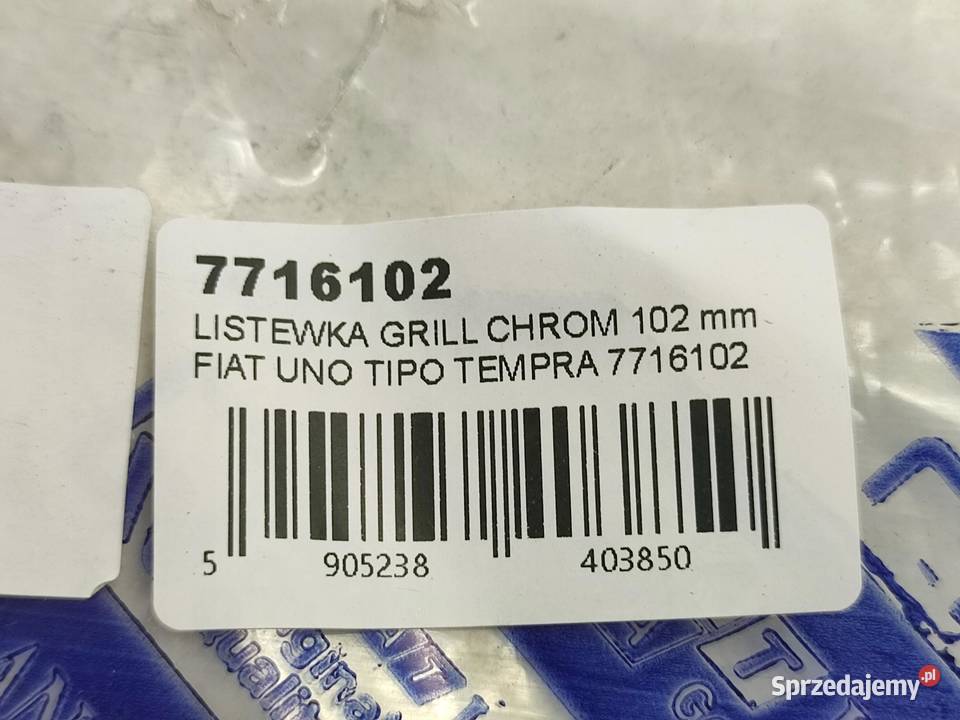 7716102
LISTEWKA GRILL CHROM 102 mm
FIAT UNO TIPO TEMPRA 7716102
5 905238 403850
Sprzedajemy.pl